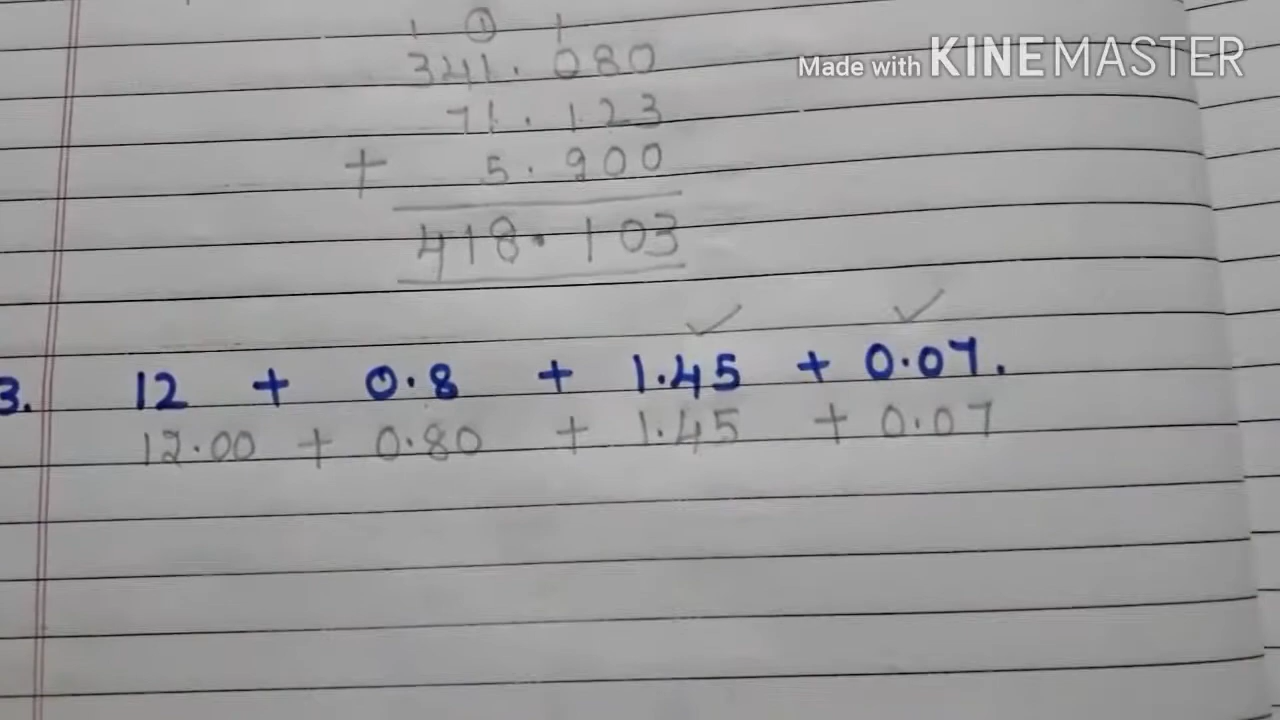 1 1 1
341.080
71.123
+ 5.900
418.103
Made with KINEMASTER
3. 12 + 0.8 + 1.45 + 0.07.
12.00 + 0.80 + 1.45 + 0.07